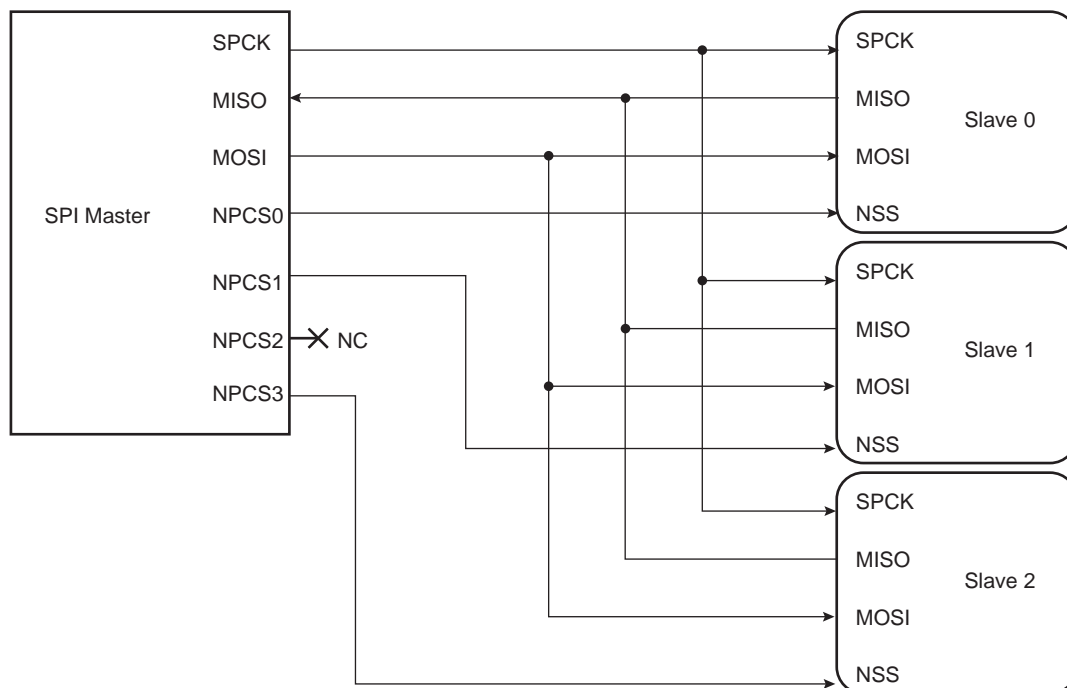 SPI Master
SPCK
MISO
MOSI
NPCS0
NPCS1
NPCS2
NC
NPCS3
SPCK
MISO
Slave 0
MOSI
NSS
SPCK
MISO
Slave 1
MOSI
NSS
SPCK
MISO
Slave 2
MOSI
NSS